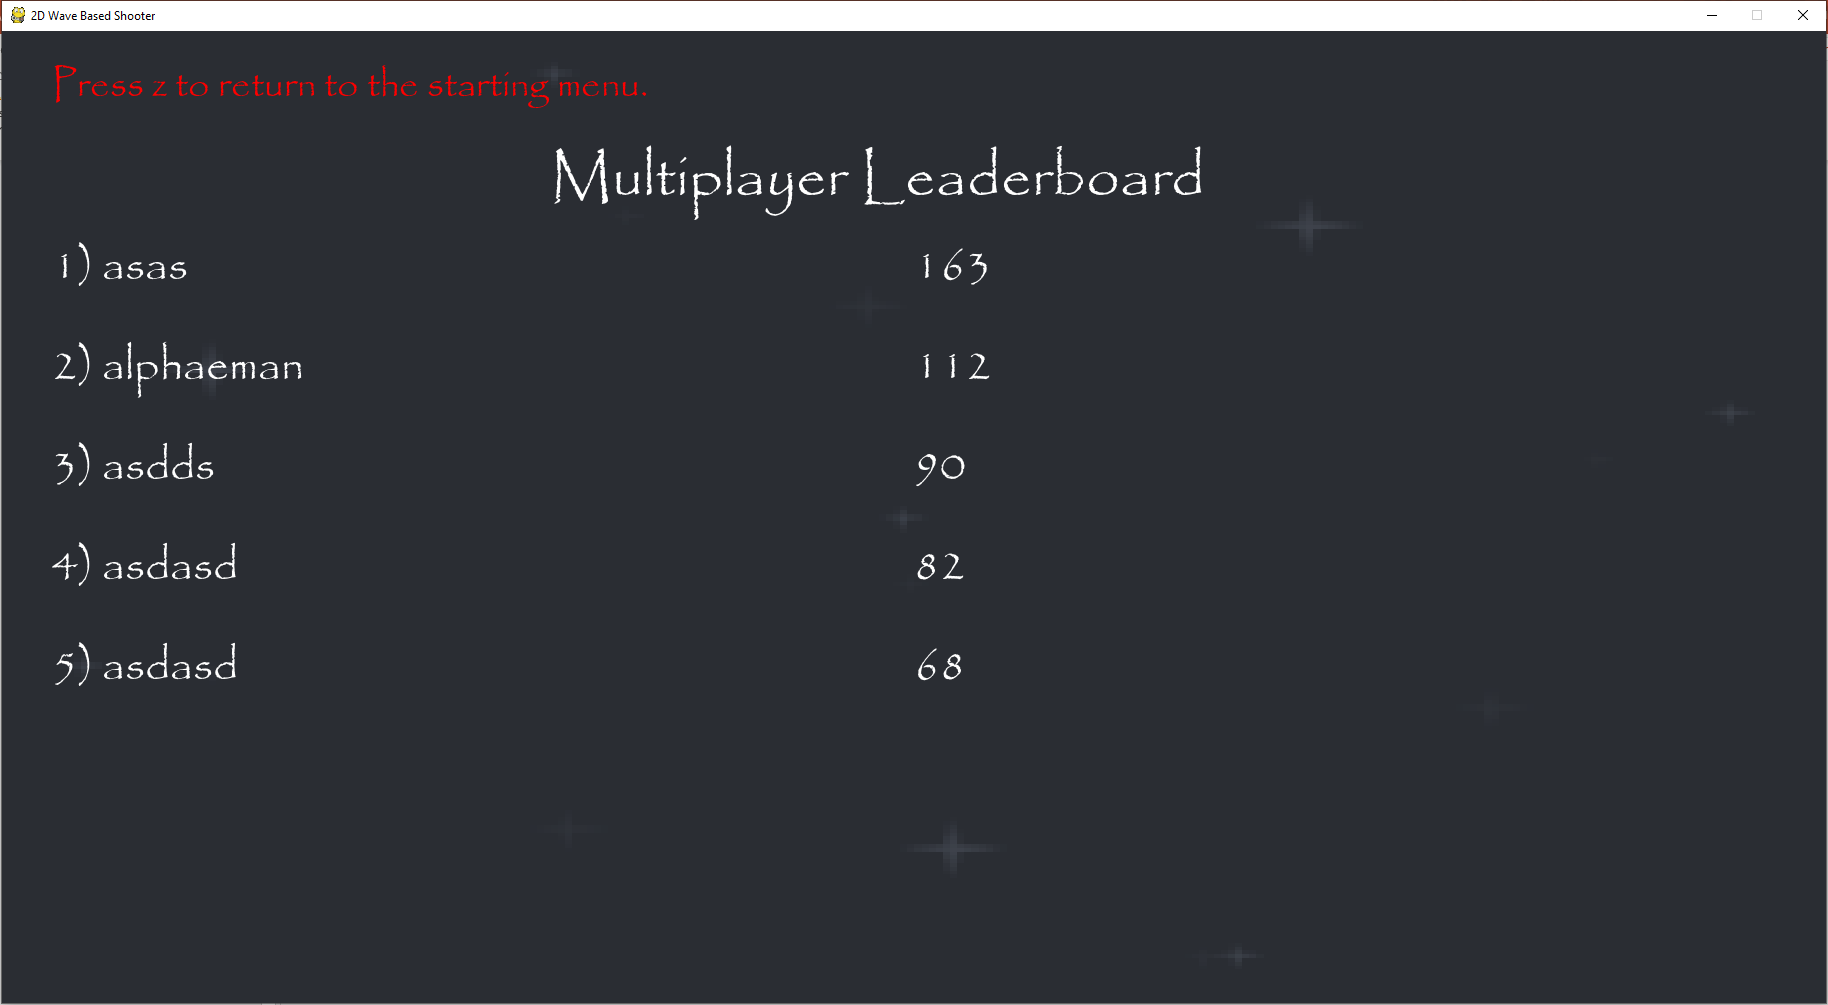 2D Wave Based Shooter
Press z to return to the starting menu.
Multiplayer Leaderboard
1) asas 163
2) alphaeman 112
3) asdds 90
4) asdasd 82
5) asdasd 68